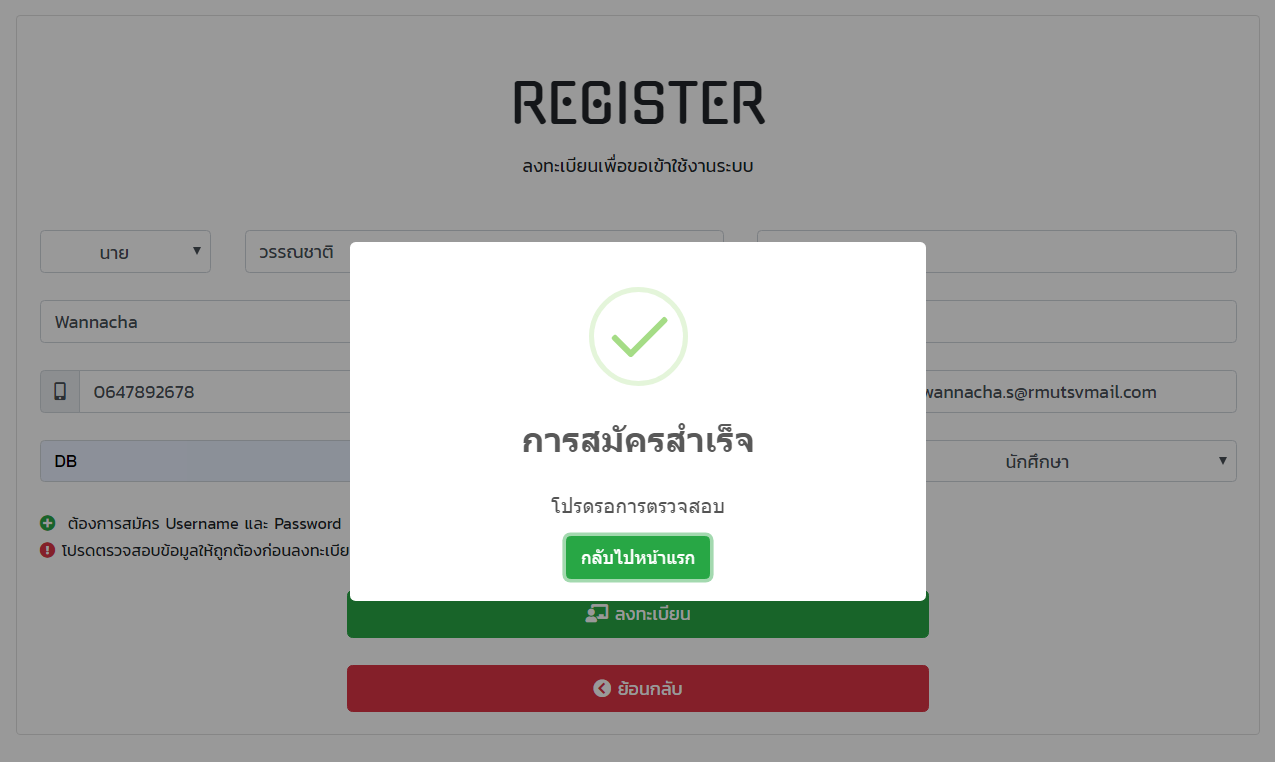 REGISTER
ลงทะเบียนเพื่อขอเข้าใช้งานระบบ
นาย
วรรณชาติ
Wannacha
0647892678
wannacha.s@rmutsvmail.com
DB
นักศึกษา
ต้องการสมัคร Username และ Password
โปรดตรวจสอบข้อมูลให้ถูกต้องก่อนลงทะเบีย
การสมัครสำเร็จ
โปรดรอการตรวจสอบ
กลับไปหน้าแรก
ลงทะเบียน
ย้อนกลับ